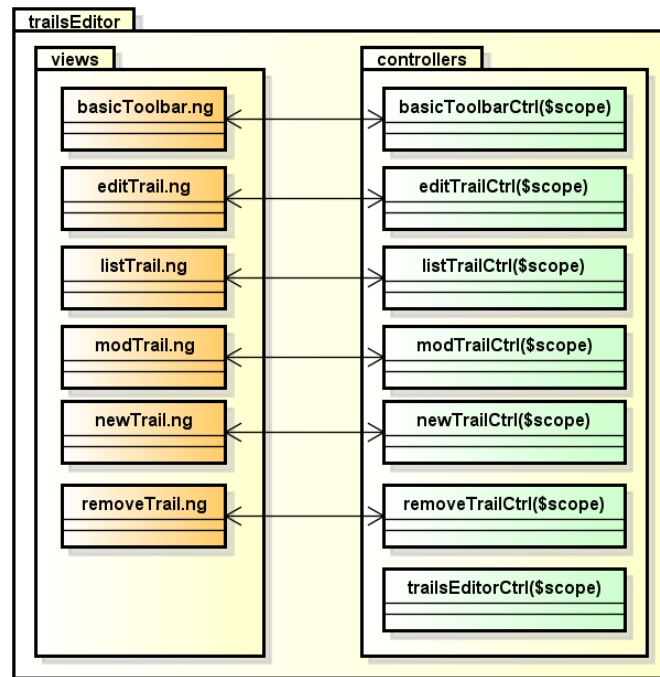 trailsEditor
views
controllers
basicToolbar.ng
basicToolbarCtrl($scope)
editTrail.ng
editTrailCtrl($scope)
listTrail.ng
listTrailCtrl($scope)
modTrail.ng
modTrailCtrl($scope)
newTrail.ng
newTrailCtrl($scope)
removeTrail.ng
removeTrailCtrl($scope)
trailsEditorCtrl($scope)